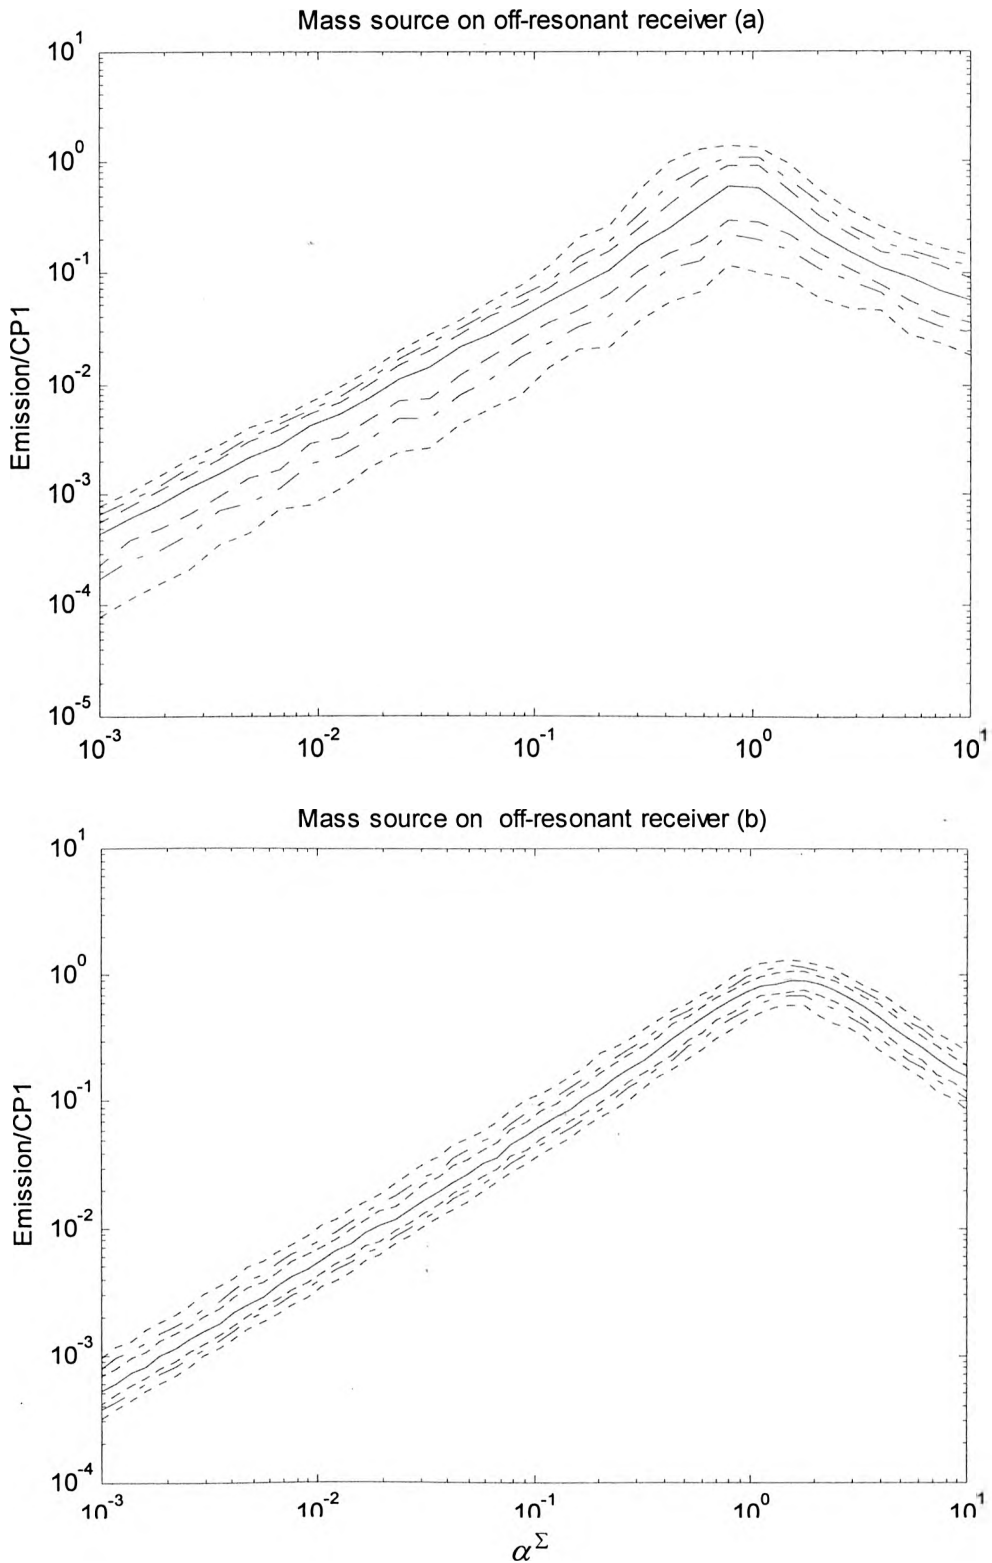 Mass source on off-resonant receiver (a)
Emission/CP1
10^1
10^0
10^-1
10^-2
10^-3
10^-4
10^-5
10^-3 10^-2 10^-1 10^0 10^1
Mass source on off-resonant receiver (b)
Emission/CP1
10^1
10^0
10^-1
10^-2
10^-3
10^-4
10^-3 10^-2 10^-1 10^0 10^1
α^Σ